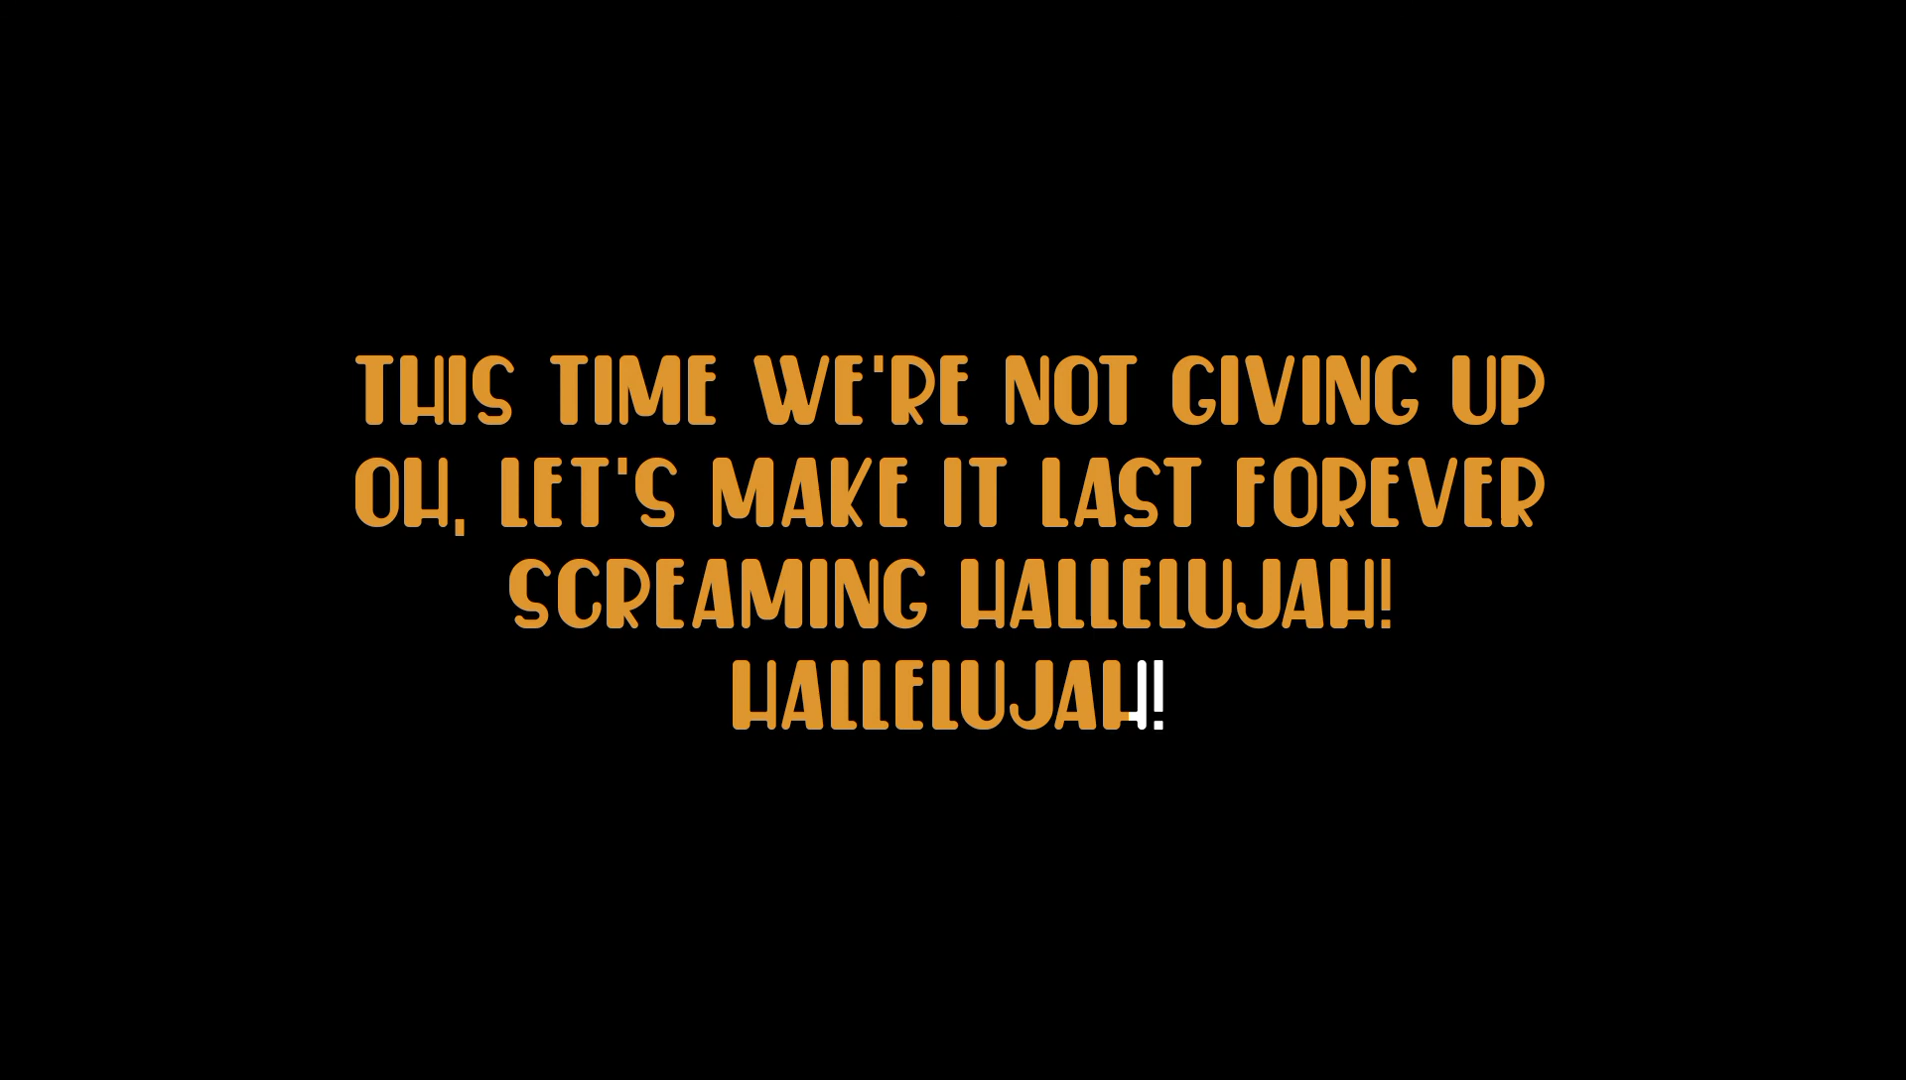 THIS TIME WE'RE NOT GIVING UP
OH, LET'S MAKE IT LAST FOREVER
SCREAMING HALLELUJAH!
HALLELUJAH!